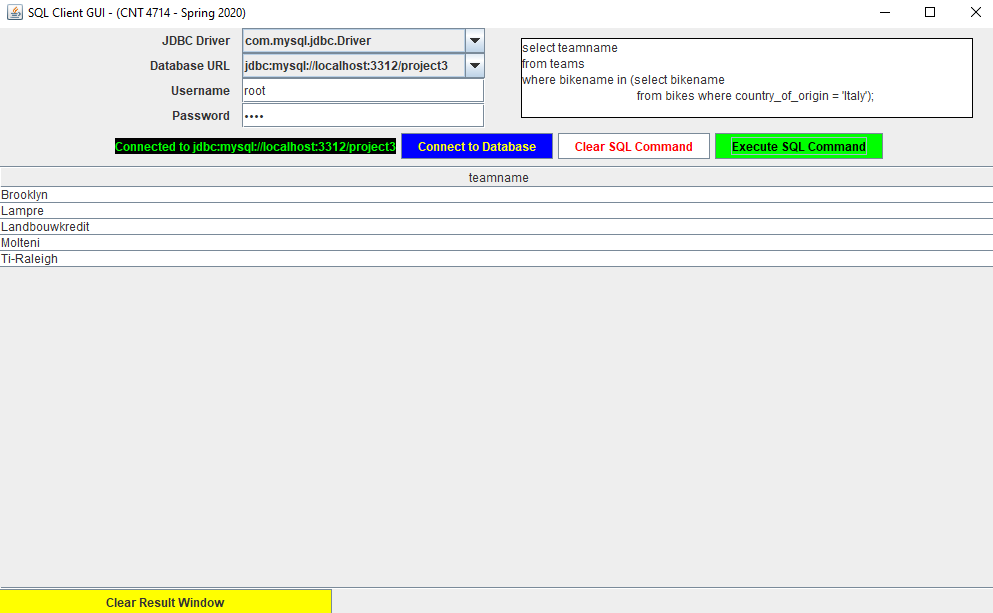 SQL Client GUI - (CNT 4714 - Spring 2020)
JDBC Driver
com.mysql.jdbc.Driver
Database URL
jdbc:mysql://localhost:3312/project3
Username
root
Password
••••
select teamname
from teams
where bikename in (select bikename
from bikes where country_of_origin = 'Italy');
Connected to jdbc:mysql://localhost:3312/project3
Connect to Database
Clear SQL Command
Execute SQL Command
teamname
Brooklyn
Lampre
Landbouwkredit
Molteni
Ti-Raleigh
Clear Result Window